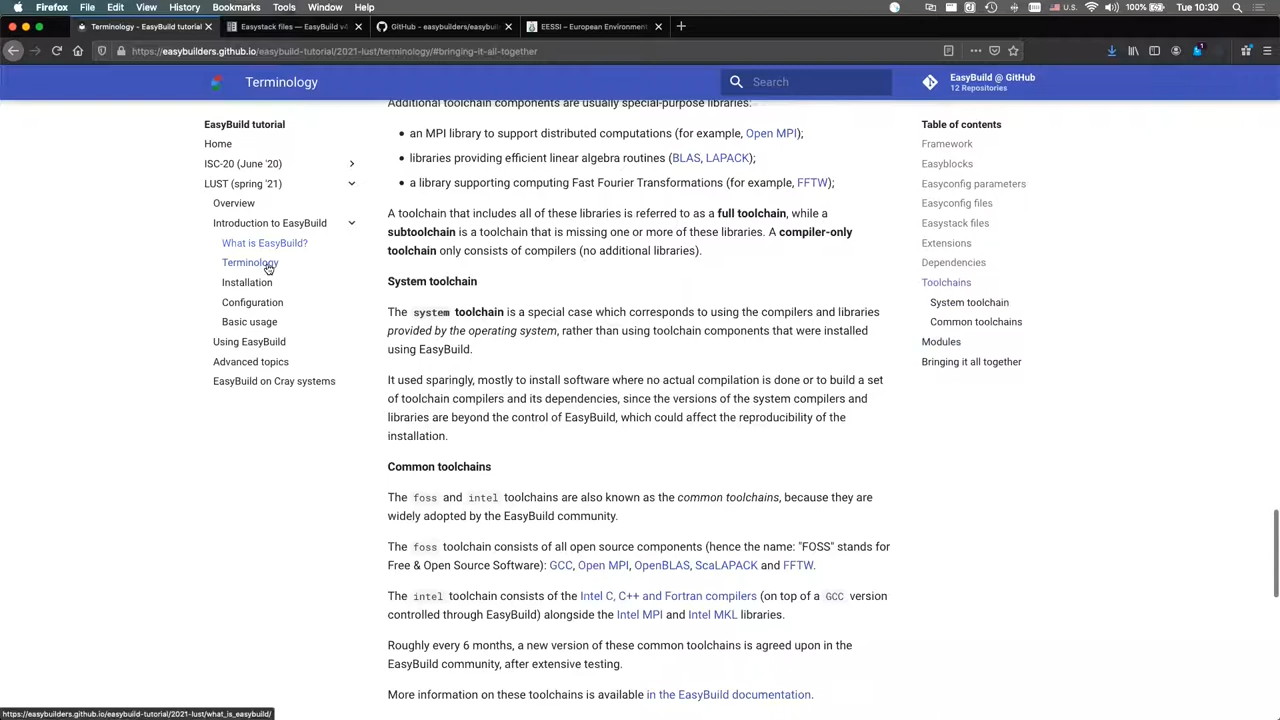 Firefox File Edit View History Bookmarks Tools Window Help U.S. 100% Tue 10:30
Terminology - EasyBuild tutorial Easystack files — EasyBuild v4 GitHub - easybuilders/easybuil EESSI – European Environment
https://easybuilders.github.io/easybuild-tutorial/2021-lust/terminology/#bringing-it-all-together
Terminology
Search
EasyBuild @ GitHub
12 Repositories
EasyBuild tutorial
Home
ISC-20 (June '20)
LUST (spring '21)
Overview
Introduction to EasyBuild
What is EasyBuild?
Terminology
Installation
Configuration
Basic usage
Using EasyBuild
Advanced topics
EasyBuild on Cray systems
Additional toolchain components are usually special-purpose libraries:
• an MPI library to support distributed computations (for example, Open MPI);
• libraries providing efficient linear algebra routines (BLAS, LAPACK);
• a library supporting computing Fast Fourier Transformations (for example, FFTW);
A toolchain that includes all of these libraries is referred to as a full toolchain, while a
subtoolchain is a toolchain that is missing one or more of these libraries. A compiler-only
toolchain only consists of compilers (no additional libraries).
System toolchain
The system toolchain is a special case which corresponds to using the compilers and libraries
provided by the operating system, rather than using toolchain components that were installed
using EasyBuild.
It used sparingly, mostly to install software where no actual compilation is done or to build a set
of toolchain compilers and its dependencies, since the versions of the system compilers and
libraries are beyond the control of EasyBuild, which could affect the reproducibility of the
installation.
Common toolchains
The foss and intel toolchains are also known as the common toolchains, because they are
widely adopted by the EasyBuild community.
The foss toolchain consists of all open source components (hence the name: "FOSS" stands for
Free & Open Source Software): GCC, Open MPI, OpenBLAS, ScaLAPACK and FFTW.
The intel toolchain consists of the Intel C, C++ and Fortran compilers (on top of a GCC version
controlled through EasyBuild) alongside the Intel MPI and Intel MKL libraries.
Roughly every 6 months, a new version of these common toolchains is agreed upon in the
EasyBuild community, after extensive testing.
More information on these toolchains is available in the EasyBuild documentation.
Table of contents
Framework
Easyblocks
Easyconfig parameters
Easyconfig files
Easystack files
Extensions
Dependencies
Toolchains
System toolchain
Common toolchains
Modules
Bringing it all together
https://easybuilders.github.io/easybuild-tutorial/2021-lust/what_is_easybuild/